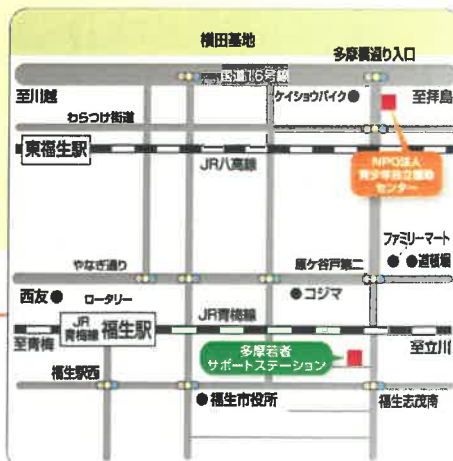 横田基地
多摩橋通り入口
国道16号線
至川越
ケイショウバイク
至拝島
わらつけ街道
東福生駅
JR八高線
NPO法人
青少年自立援助
センター
ファミリーマート
やなぎ通り
原ケ谷戸第二
道頓堀
西友
ロータリー
コジマ
JR青梅線
JR
青梅線
福生駅
至青梅
多摩若者
サポートステーション
至立川
福生駅西
福生市役所
福生志茂南